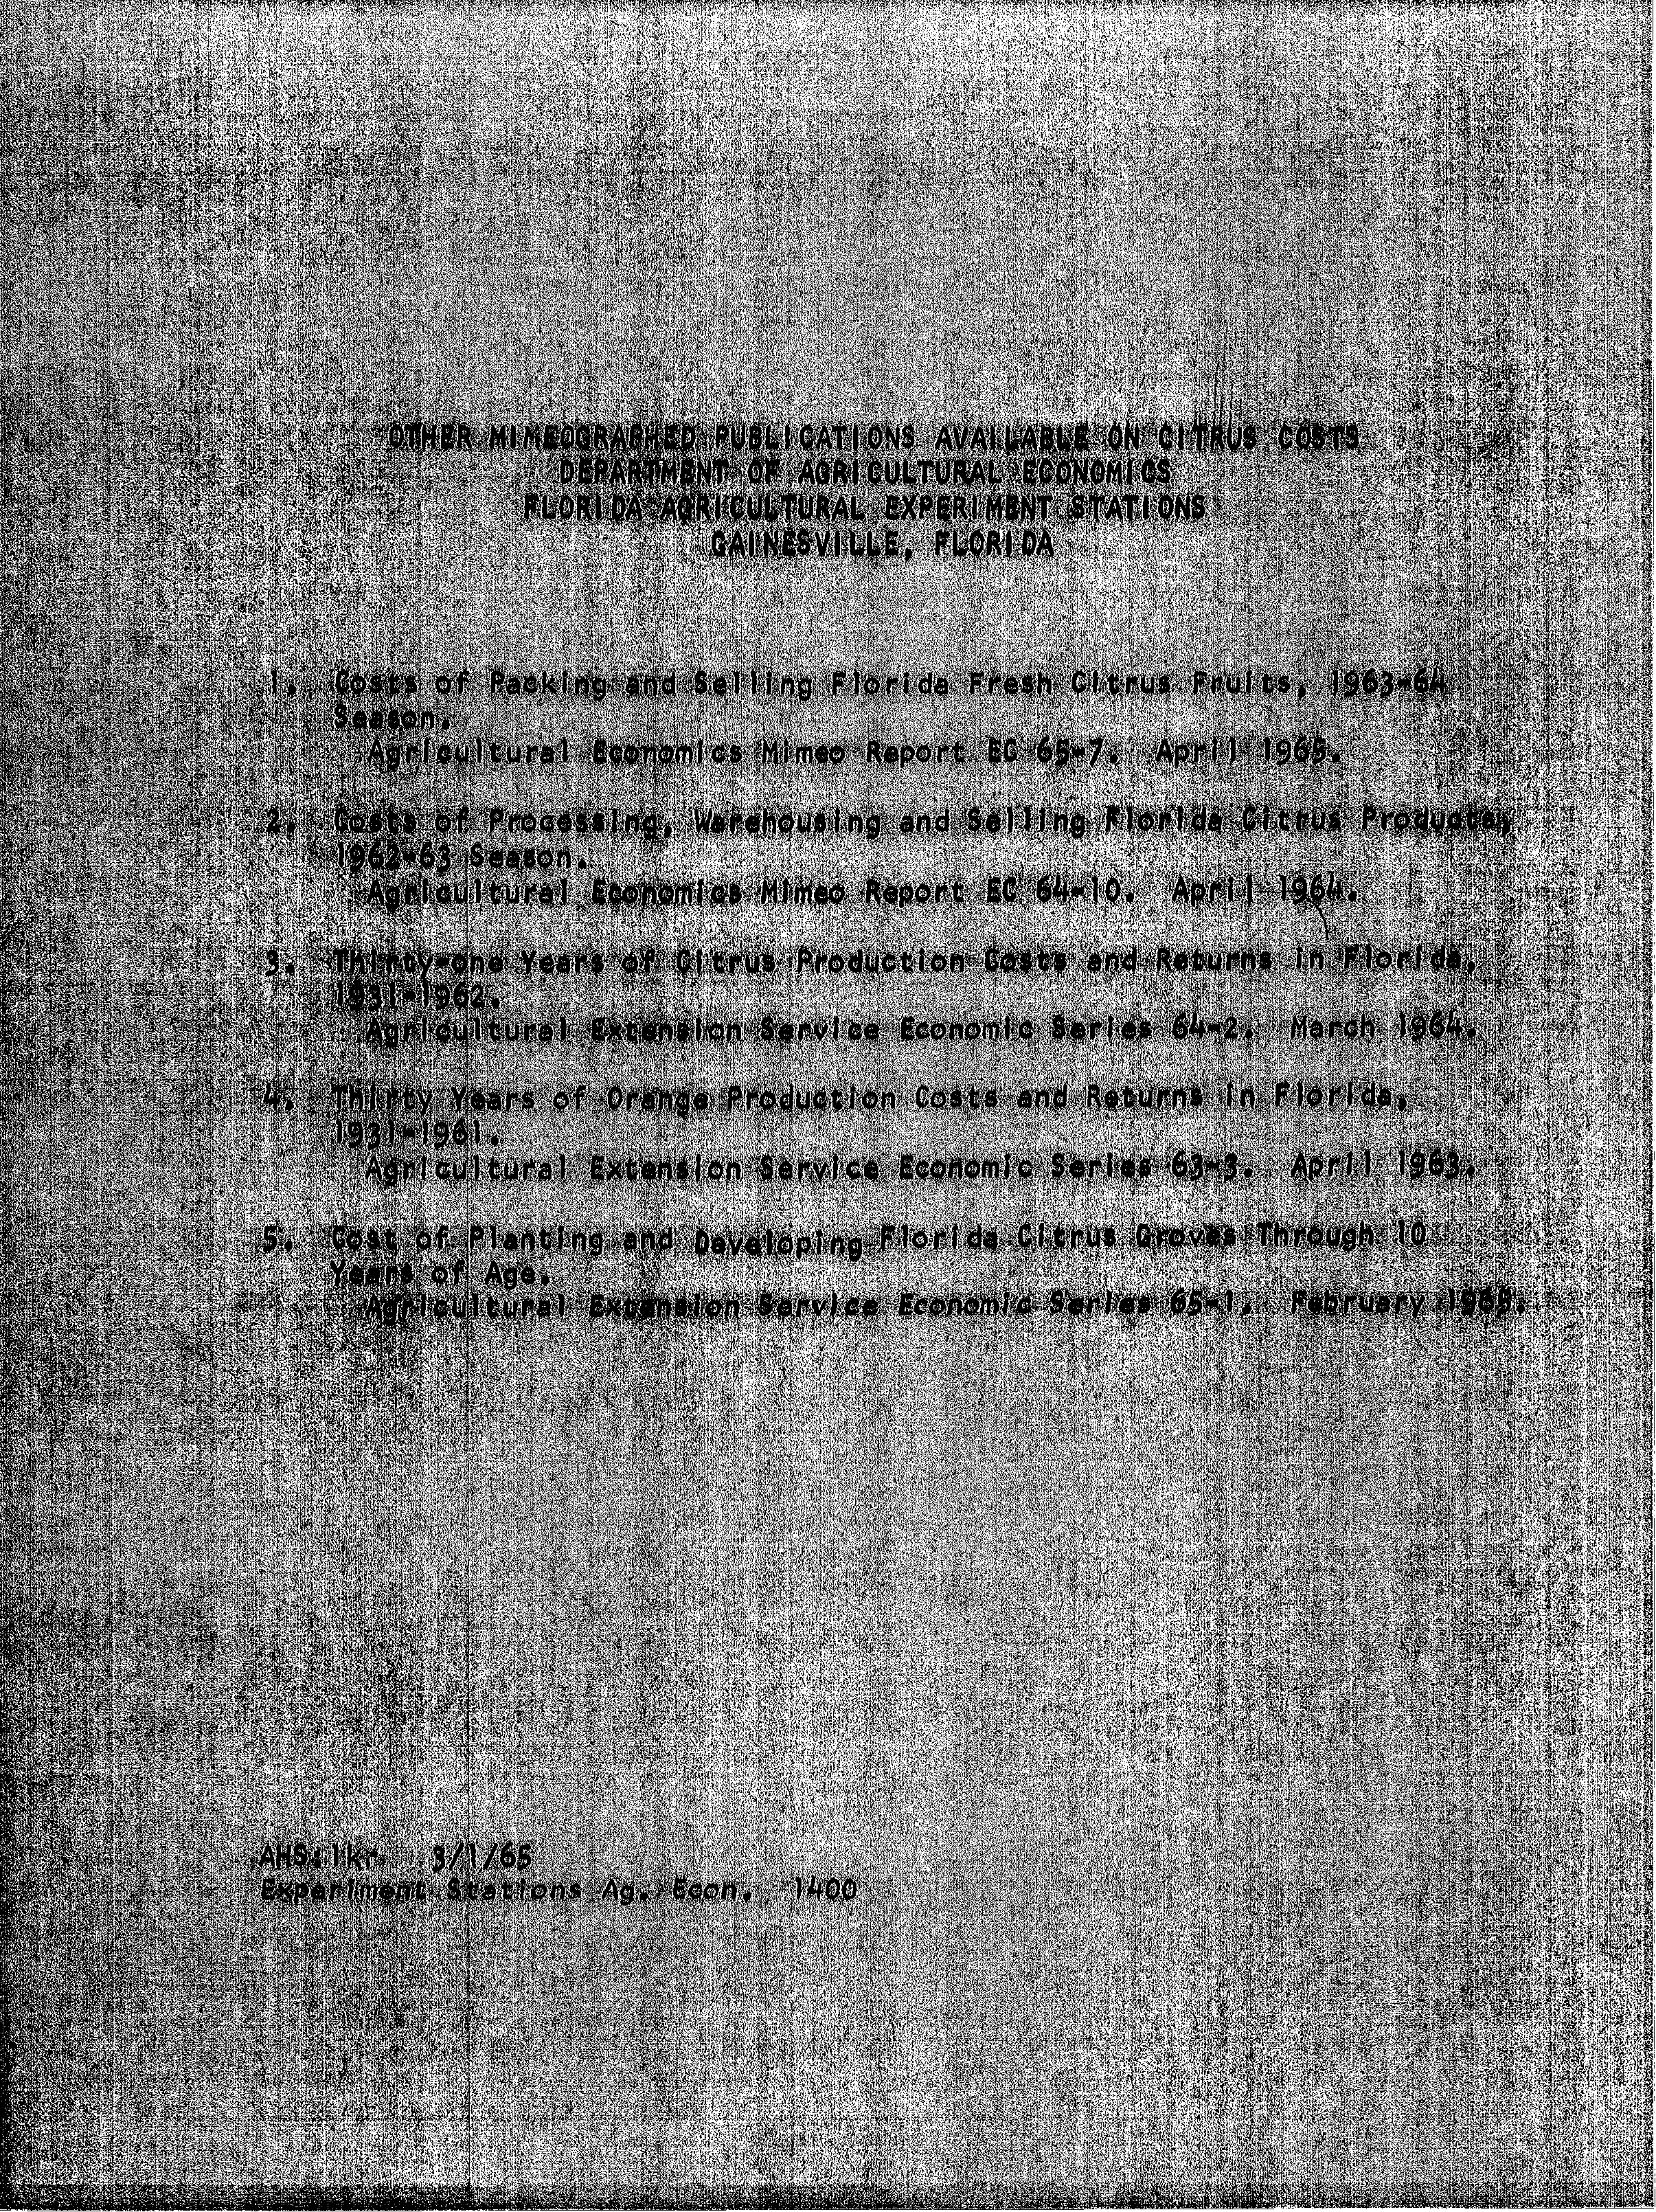 OTHER MIMEOGRAPHED PUBLICATIONS AVAILABLE ON CITRUS COSTS
DEPARTMENT OF AGRICULTURAL ECONOMICS
FLORIDA AGRICULTURAL EXPERIMENT STATIONS
GAINESVILLE, FLORIDA
1. Costs of Packing and Selling Florida Fresh Citrus Fruits, 1963-64
Season.
Agricultural Economics Mimeo Report EC 65-7. April 1965.
2. Costs of Processing, Warehousing and Selling Florida Citrus Products,
1962-63 Season.
Agricultural Economics Mimeo Report EC 64-10. April 1964.
3. Thirty-one Years of Citrus Production Costs and Returns in Florida,
1931-1962.
Agricultural Extension Service Economic Series 64-2. March 1964.
4. Thirty Years of Orange Production Costs and Returns in Florida,
1931-1961.
Agricultural Extension Service Economic Series 63-3. April 1963.
5. Cost of Planting and Developing Florida Citrus Groves Through 10
Years of Age.
Agricultural Extension Service Economic Series 65-1. February 1965.
AHS:lkr 3/1/65
Experiment Stations Ag. Econ. 1400